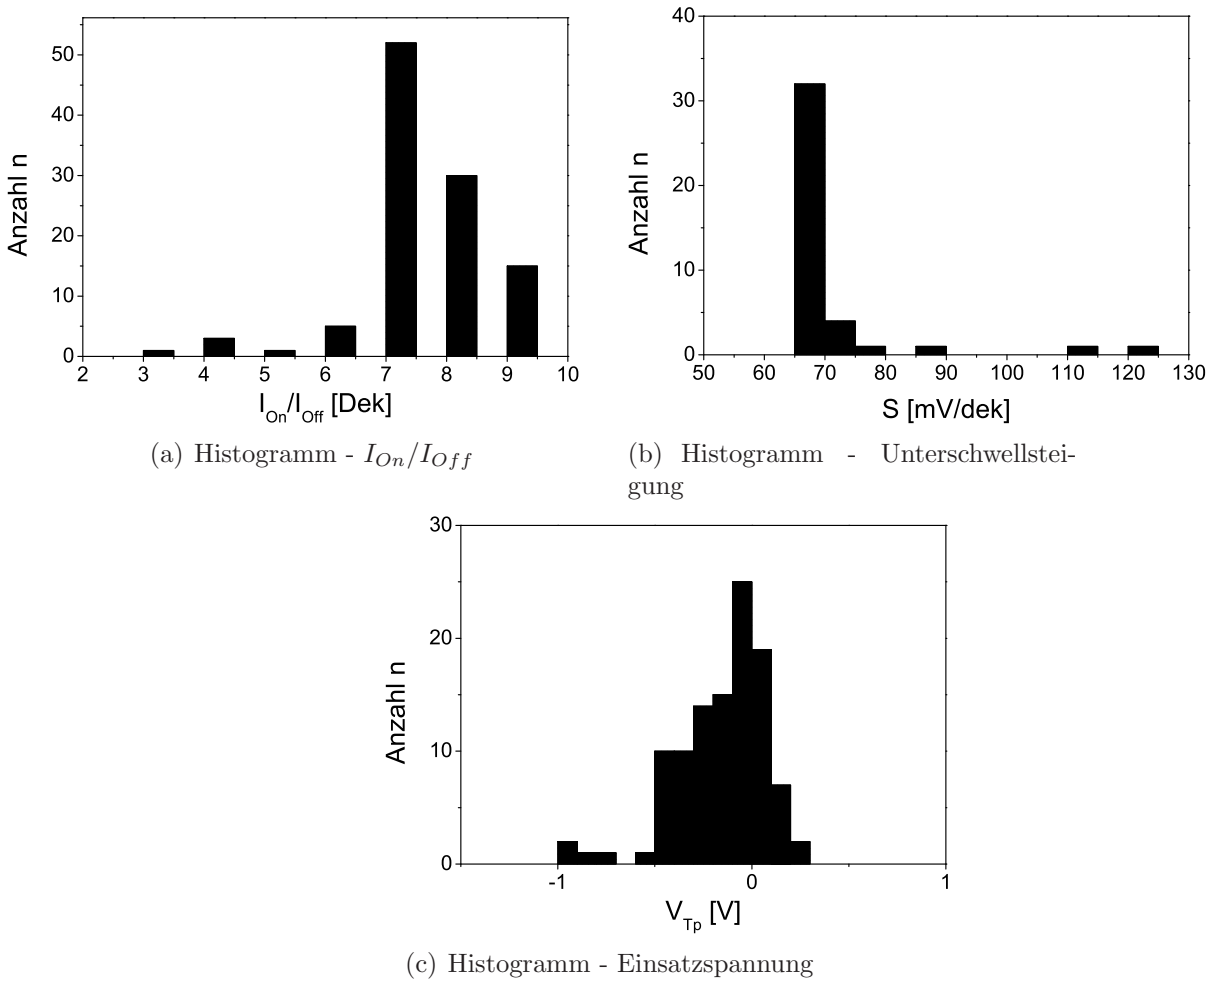 50
40
30
20
10
0
Anzahl n
2 3 4 5 6 7 8 9 10
I_On/I_Off [Dek]
(a) Histogramm - I_On/I_Off
40
30
20
10
0
Anzahl n
50 60 70 80 90 100 110 120 130
S [mV/dek]
(b) Histogramm - Unterschwellstei-
gung
30
20
10
0
Anzahl n
-1 0 1
V_Tp [V]
(c) Histogramm - Einsatzspannung